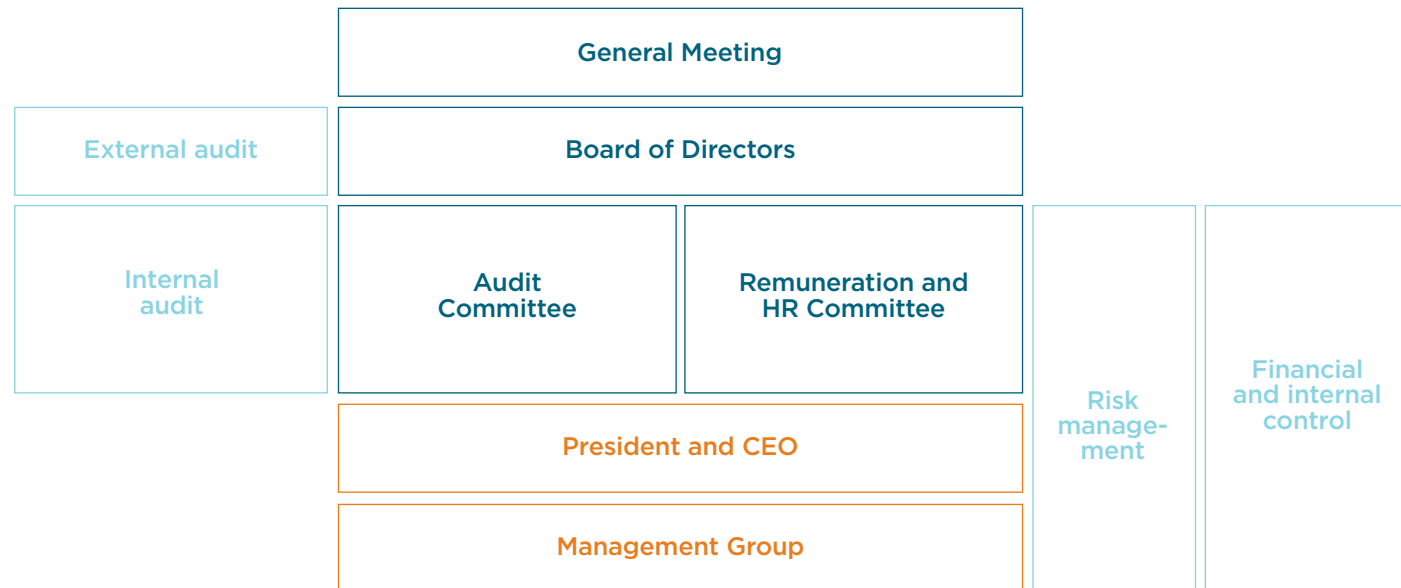 General Meeting
External audit
Board of Directors
Internal
audit
Audit
Committee
Remuneration and
HR Committee
Risk
manage-
ment
Financial
and internal
control
President and CEO
Management Group